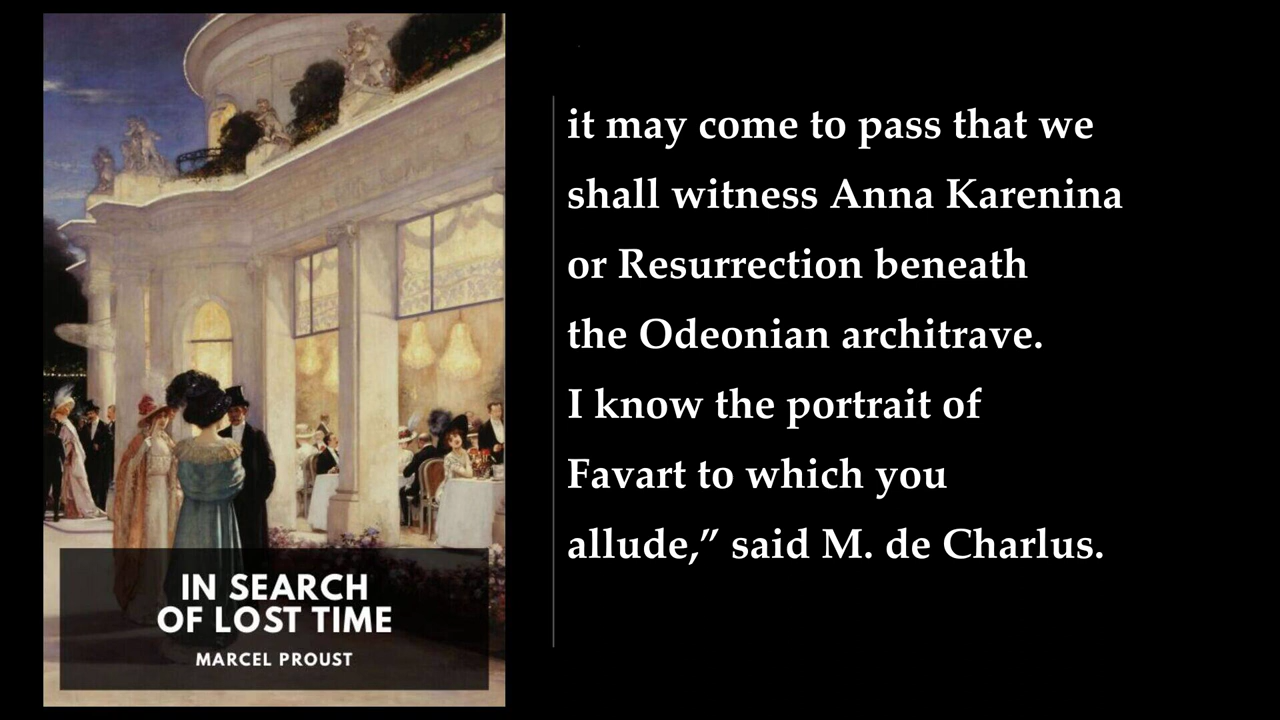 IN SEARCH
OF LOST TIME
MARCEL PROUST
it may come to pass that we
shall witness Anna Karenina
or Resurrection beneath
the Odeonian architrave.
I know the portrait of
Favart to which you
allude,” said M. de Charlus.